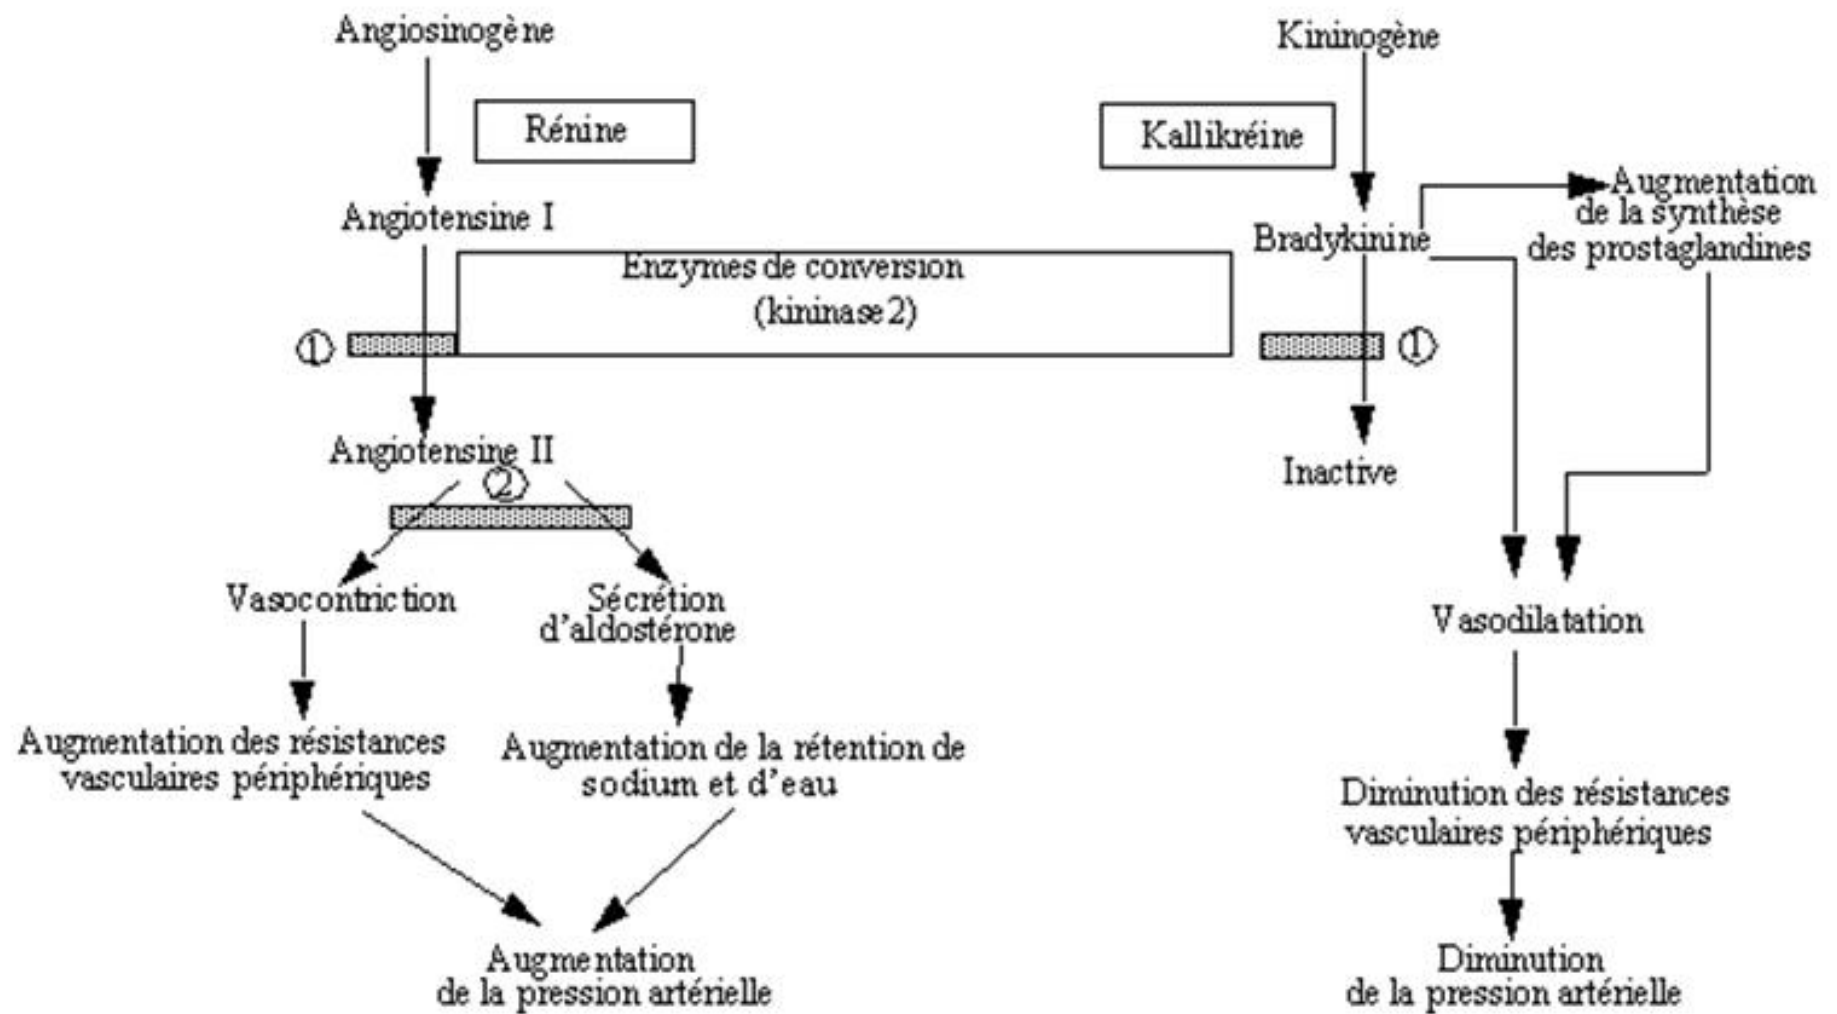 Angiosinogène
Kininogène
Rénine
Kallikréine
Angiotensine I
Bradykinine
Augmentation
de la synthèse
des prostaglandines
Enzymes de conversion
(kininase2)
①
①
Angiotensine II
②
Inactive
Vasocontriction
Sécrétion
d'aldostérone
Vasodilatation
Augmentation des résistances
vasculaires périphériques
Augmentation de la rétention de
sodium et d'eau
Diminution des résistances
vasculaires périphériques
Augmentation
de la pression artérielle
Diminution
de la pression artérielle